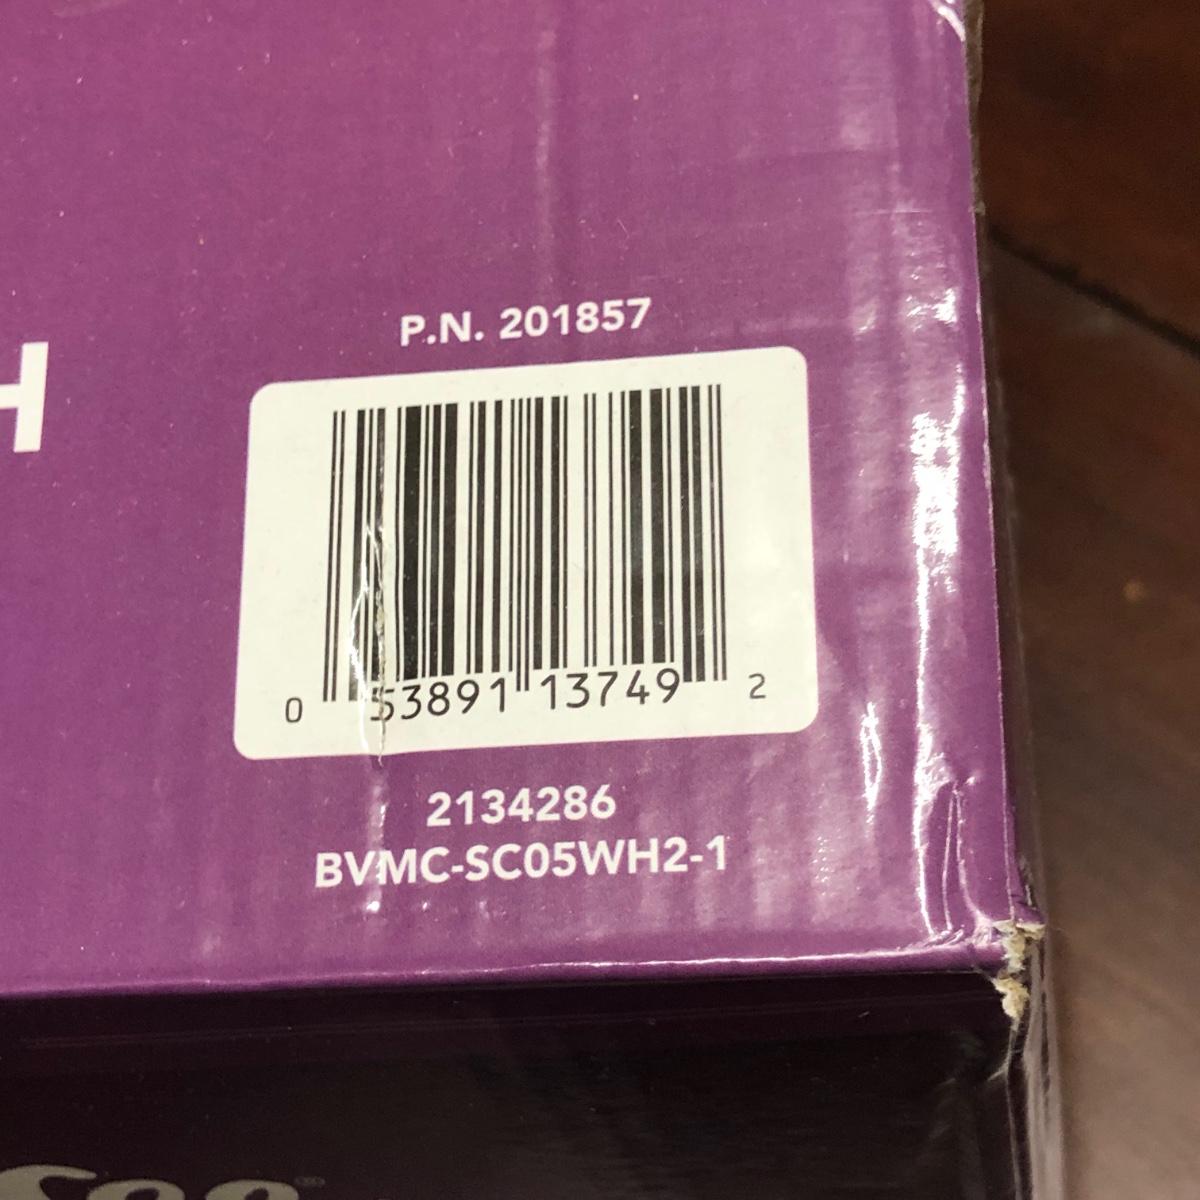 H
P.N. 201857
0 53891 13749 2
2134286
BVMC-SC05WH2-1